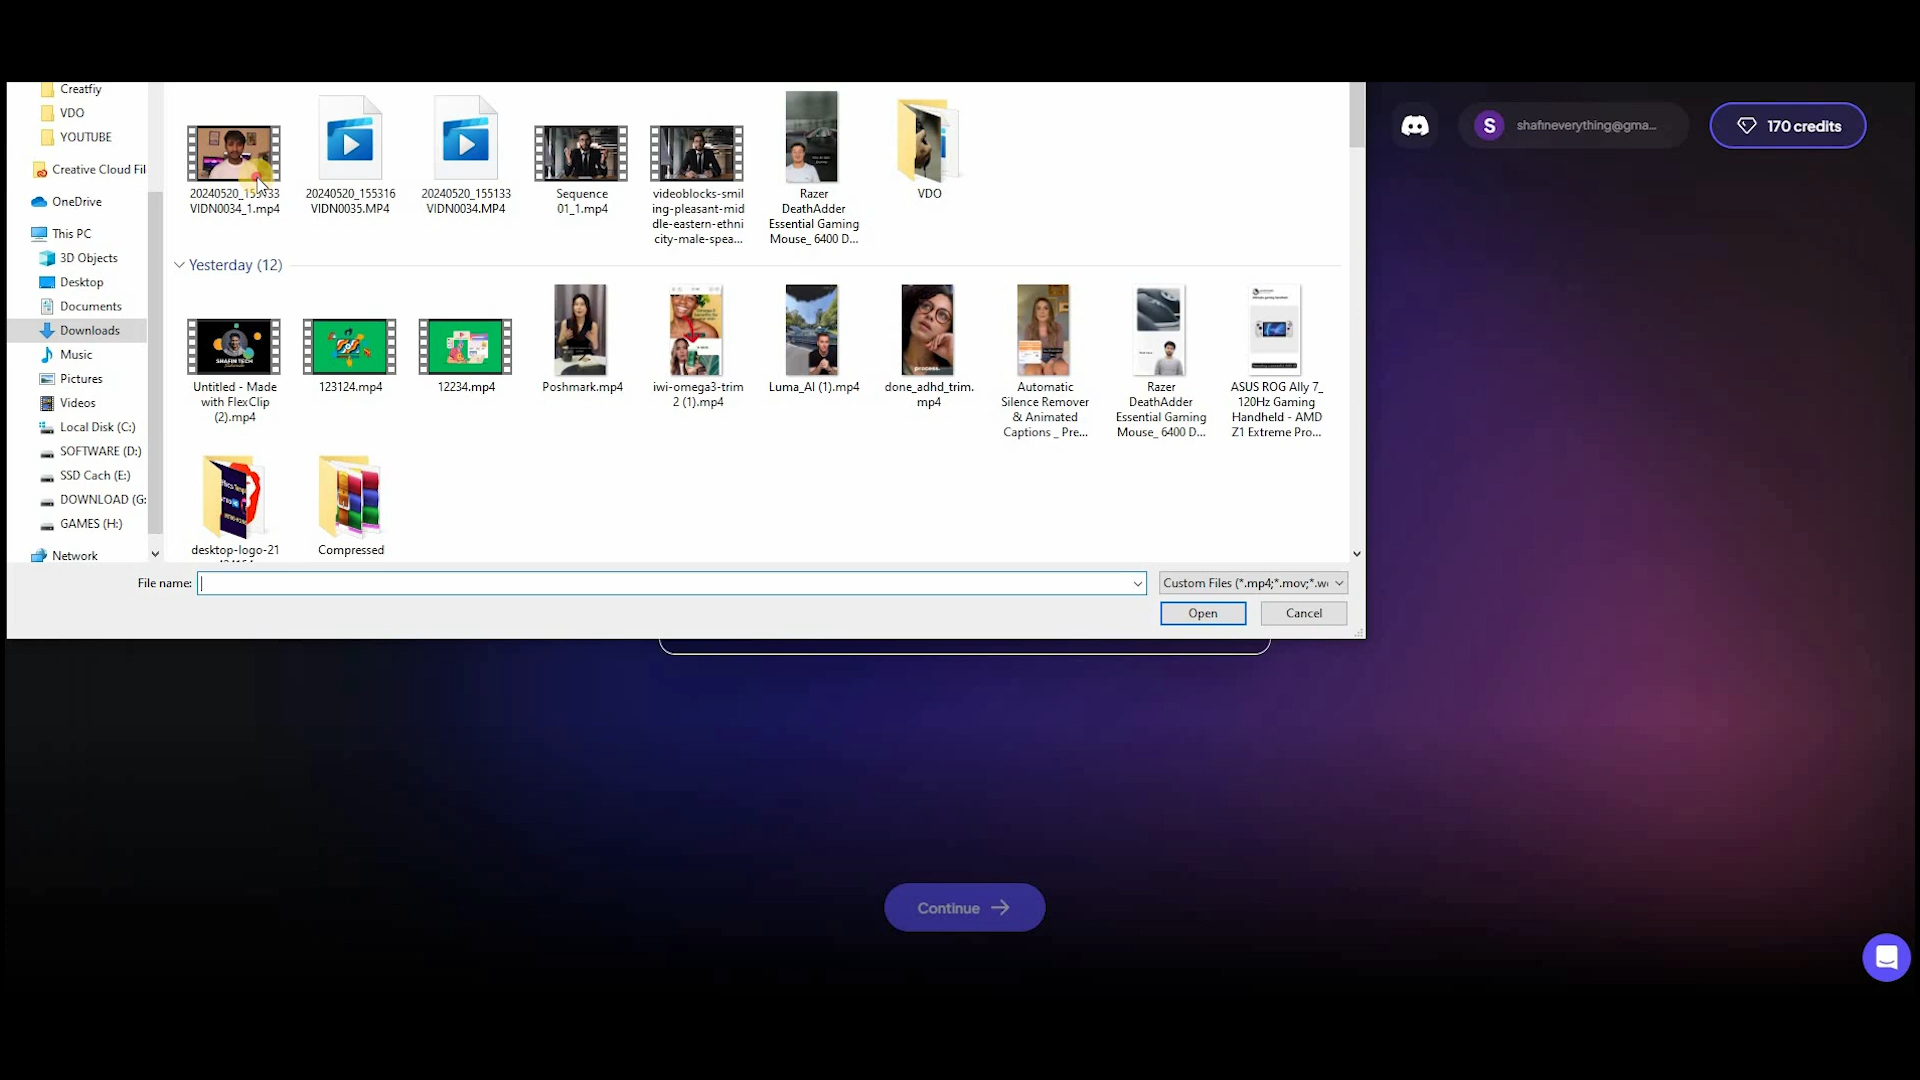 Creatfiy
VDO
YOUTUBE
Creative Cloud Fil
OneDrive
This PC
3D Objects
Desktop
Documents
Downloads
Music
Pictures
Videos
Local Disk (C:)
SOFTWARE (D:)
SSD Cach (E:)
DOWNLOAD (G:
GAMES (H:)
Network
20240520_155133
VIDN0034_1.mp4
20240520_155316
VIDN0035.MP4
20240520_155133
VIDN0034.MP4
Sequence
01_1.mp4
videoblocks-smil
ing-pleasant-mid
dle-eastern-ethni
city-male-spea...
Razer
DeathAdder
Essential Gaming
Mouse_ 6400 D...
VDO
Yesterday (12)
Untitled - Made
with FlexClip
(2).mp4
123124.mp4
12234.mp4
Poshmark.mp4
iwi-omega3-trim
2 (1).mp4
Luma_AI (1).mp4
done_adhd_trim.
mp4
Automatic
Silence Remover
& Animated
Captions _ Pre...
Razer
DeathAdder
Essential Gaming
Mouse_ 6400 D...
ASUS ROG Ally 7_
120Hz Gaming
Handheld - AMD
Z1 Extreme Pro...
desktop-logo-21
Compressed
File name:
Custom Files (*.mp4;*.mov;*.w
Open
Cancel
S
shafineverything@gma...
170 credits
Continue